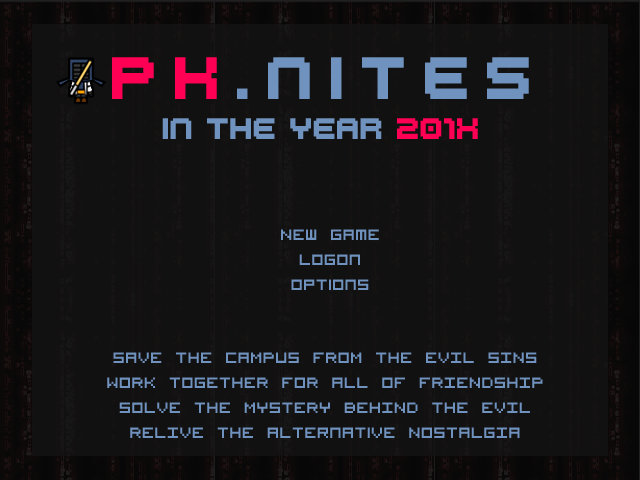 PK.NITES
IN THE YEAR 201X
NEW GAME
LOGON
OPTIONS
SAVE THE CAMPUS FROM THE EVIL SINS
WORK TOGETHER FOR ALL OF FRIENDSHIP
SOLVE THE MYSTERY BEHIND THE EVIL
RELIVE THE ALTERNATIVE NOSTALGIA